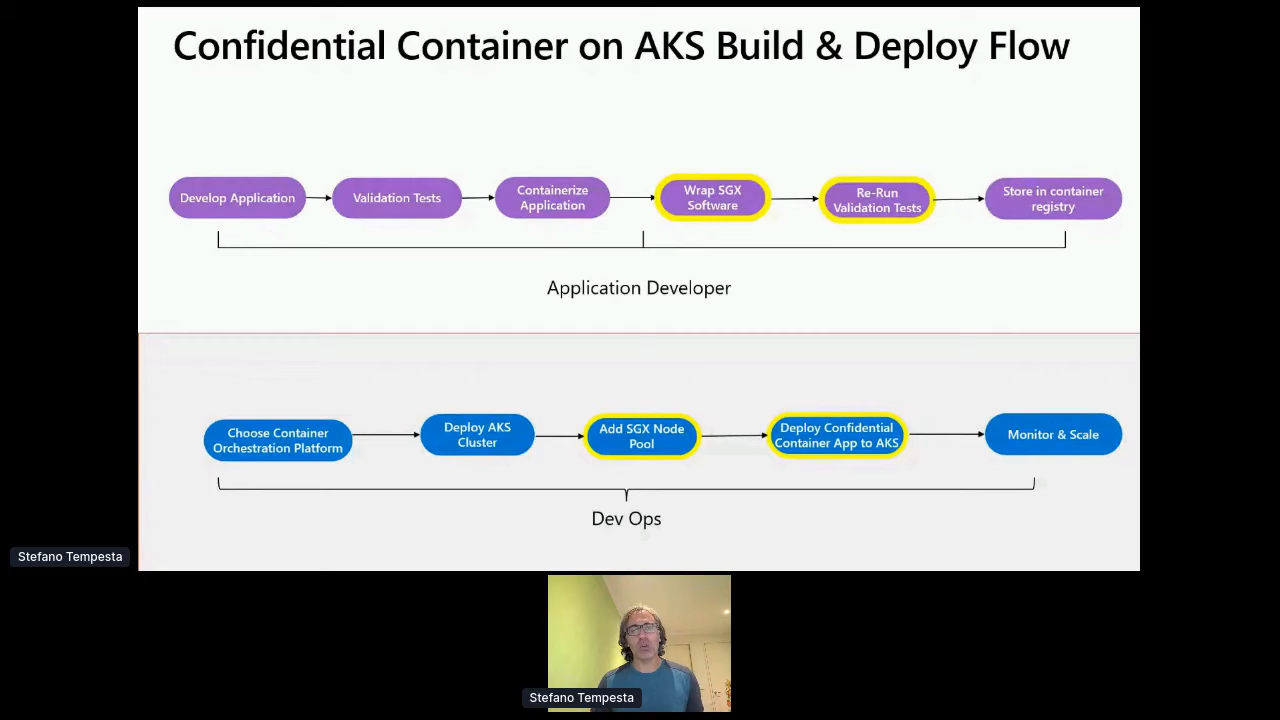 Confidential Container on AKS Build & Deploy Flow
Develop Application
Validation Tests
Containerize
Application
Wrap SGX
Software
Re-Run
Validation Tests
Store in container
registry
Application Developer
Choose Container
Orchestration Platform
Deploy AKS
Cluster
Add SGX Node
Pool
Deploy Confidential
Container App to AKS
Monitor & Scale
Dev Ops
Stefano Tempesta
Stefano Tempesta